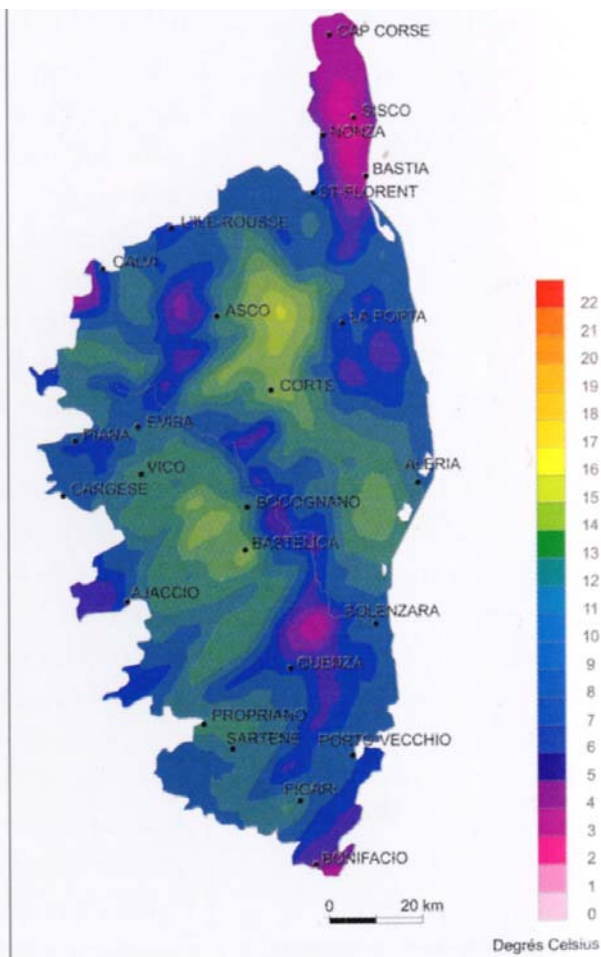 CAP CORSE
SISCO
NONZA
BASTIA
ST-FLORENT
L'ILE ROUSSE
CALVI
ASCO
LA PORTA
CORTE
EVISA
PIANA
VICO
ALERIA
CARGESE
BOCOGNANO
BASTELICA
AJACCIO
SOLENZARA
QUENZA
PROPRIANO
SARTENE
PORTO-VECCHIO
FIGARI
BONIFACIO
0 20 km
22
21
20
19
18
17
16
15
14
13
12
11
10
9
8
7
6
5
4
3
2
1
0
Degrés Celsius